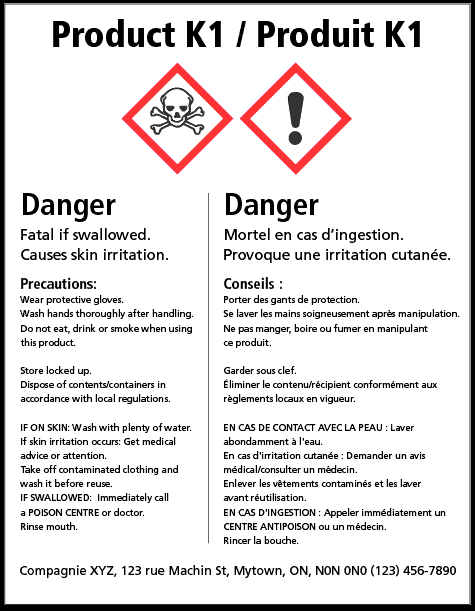 Product K1 / Produit K1
Danger
Fatal if swallowed.
Causes skin irritation.
Precautions:
Wear protective gloves.
Wash hands thoroughly after handling.
Do not eat, drink or smoke when using
this product.
Store locked up.
Dispose of contents/containers in
accordance with local regulations.
IF ON SKIN: Wash with plenty of water.
If skin irritation occurs: Get medical
advice or attention.
Take off contaminated clothing and
wash it before reuse.
IF SWALLOWED: Immediately call
a POISON CENTRE or doctor.
Rinse mouth.
Danger
Mortel en cas d’ingestion.
Provoque une irritation cutanée.
Conseils :
Porter des gants de protection.
Se laver les mains soigneusement après manipulation.
Ne pas manger, boire ou fumer en manipulant
ce produit.
Garder sous clef.
Éliminer le contenu/récipient conformément aux
règlements locaux en vigueur.
EN CAS DE CONTACT AVEC LA PEAU : Laver
abondamment à l'eau.
En cas d'irritation cutanée : Demander un avis
médical/consulter un médecin.
Enlever les vêtements contaminés et les laver
avant réutilisation.
EN CAS D'INGESTION : Appeler immédiatement un
CENTRE ANTIPOISON ou un médecin.
Rincer la bouche.
Compagnie XYZ, 123 rue Machin St, Mytown, ON, N0N 0N0 (123) 456-7890